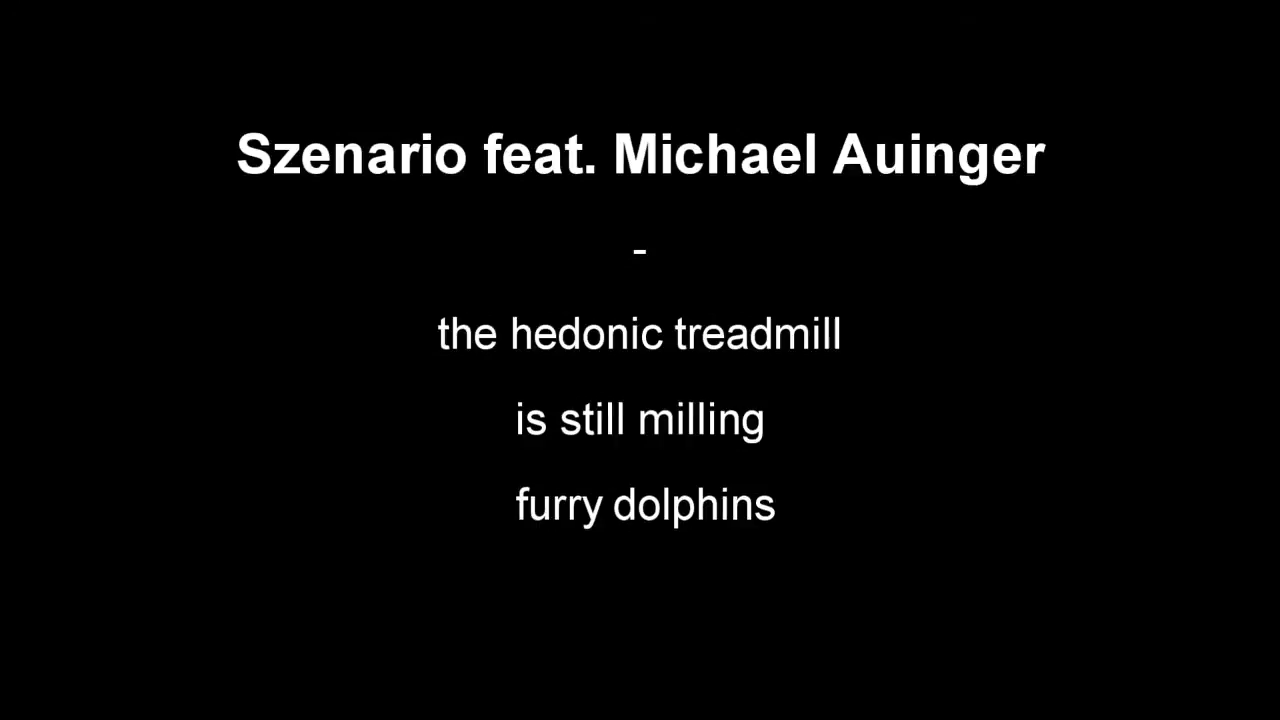 Szenario feat. Michael Auinger
-
the hedonic treadmill
is still milling
furry dolphins